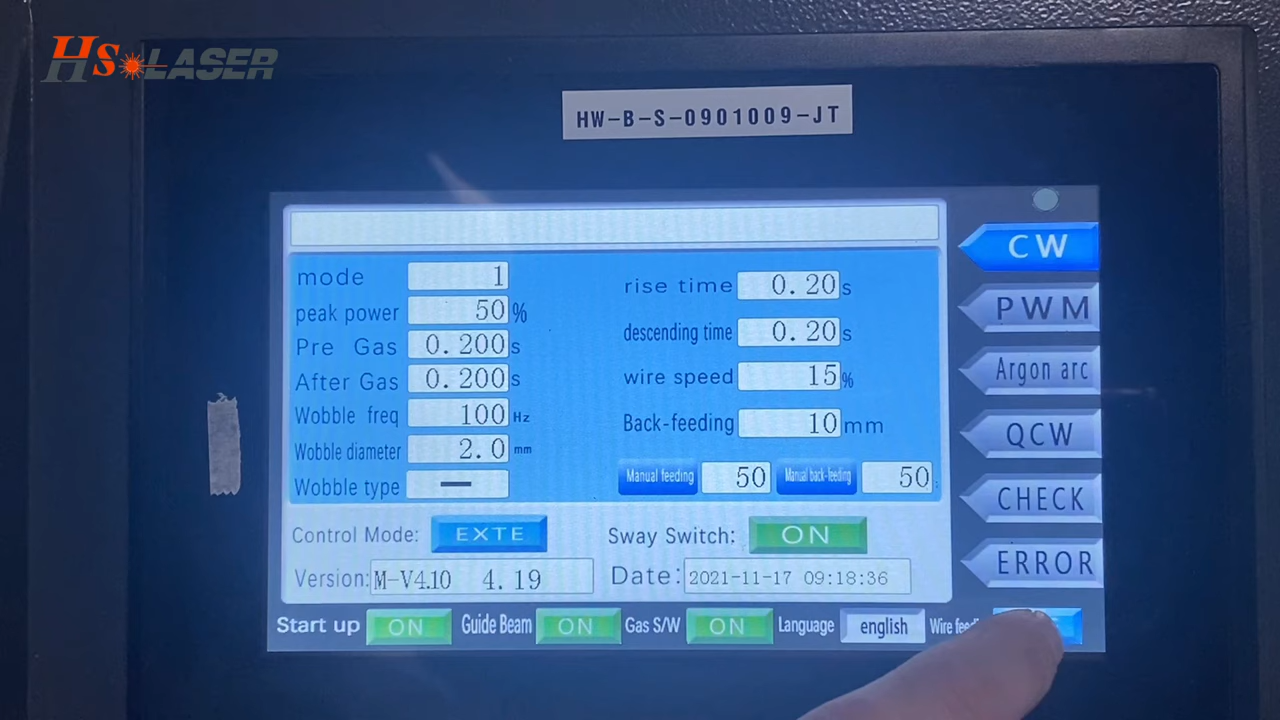 Hs LASER
HW-B-S-0901009-JT
CW
mode 1
rise time 0.20 s
peak power 50 %
PWM
Pre Gas 0.200 s
descending time 0.20 s
After Gas 0.200 s
wire speed 15 %
Argon arc
Wobble freq 100 Hz
Back-feeding 10 mm
Wobble diameter 2.0 mm
QCW
Wobble type
Manual feeding 50 Manual back-feeding 50
CHECK
Control Mode: EXTE
Sway Switch: ON
ERROR
Version: M-V4.10 4.19
Date: 2021-11-17 09:18:36
Start up ON Guide Beam ON Gas S/W ON Language english Wire